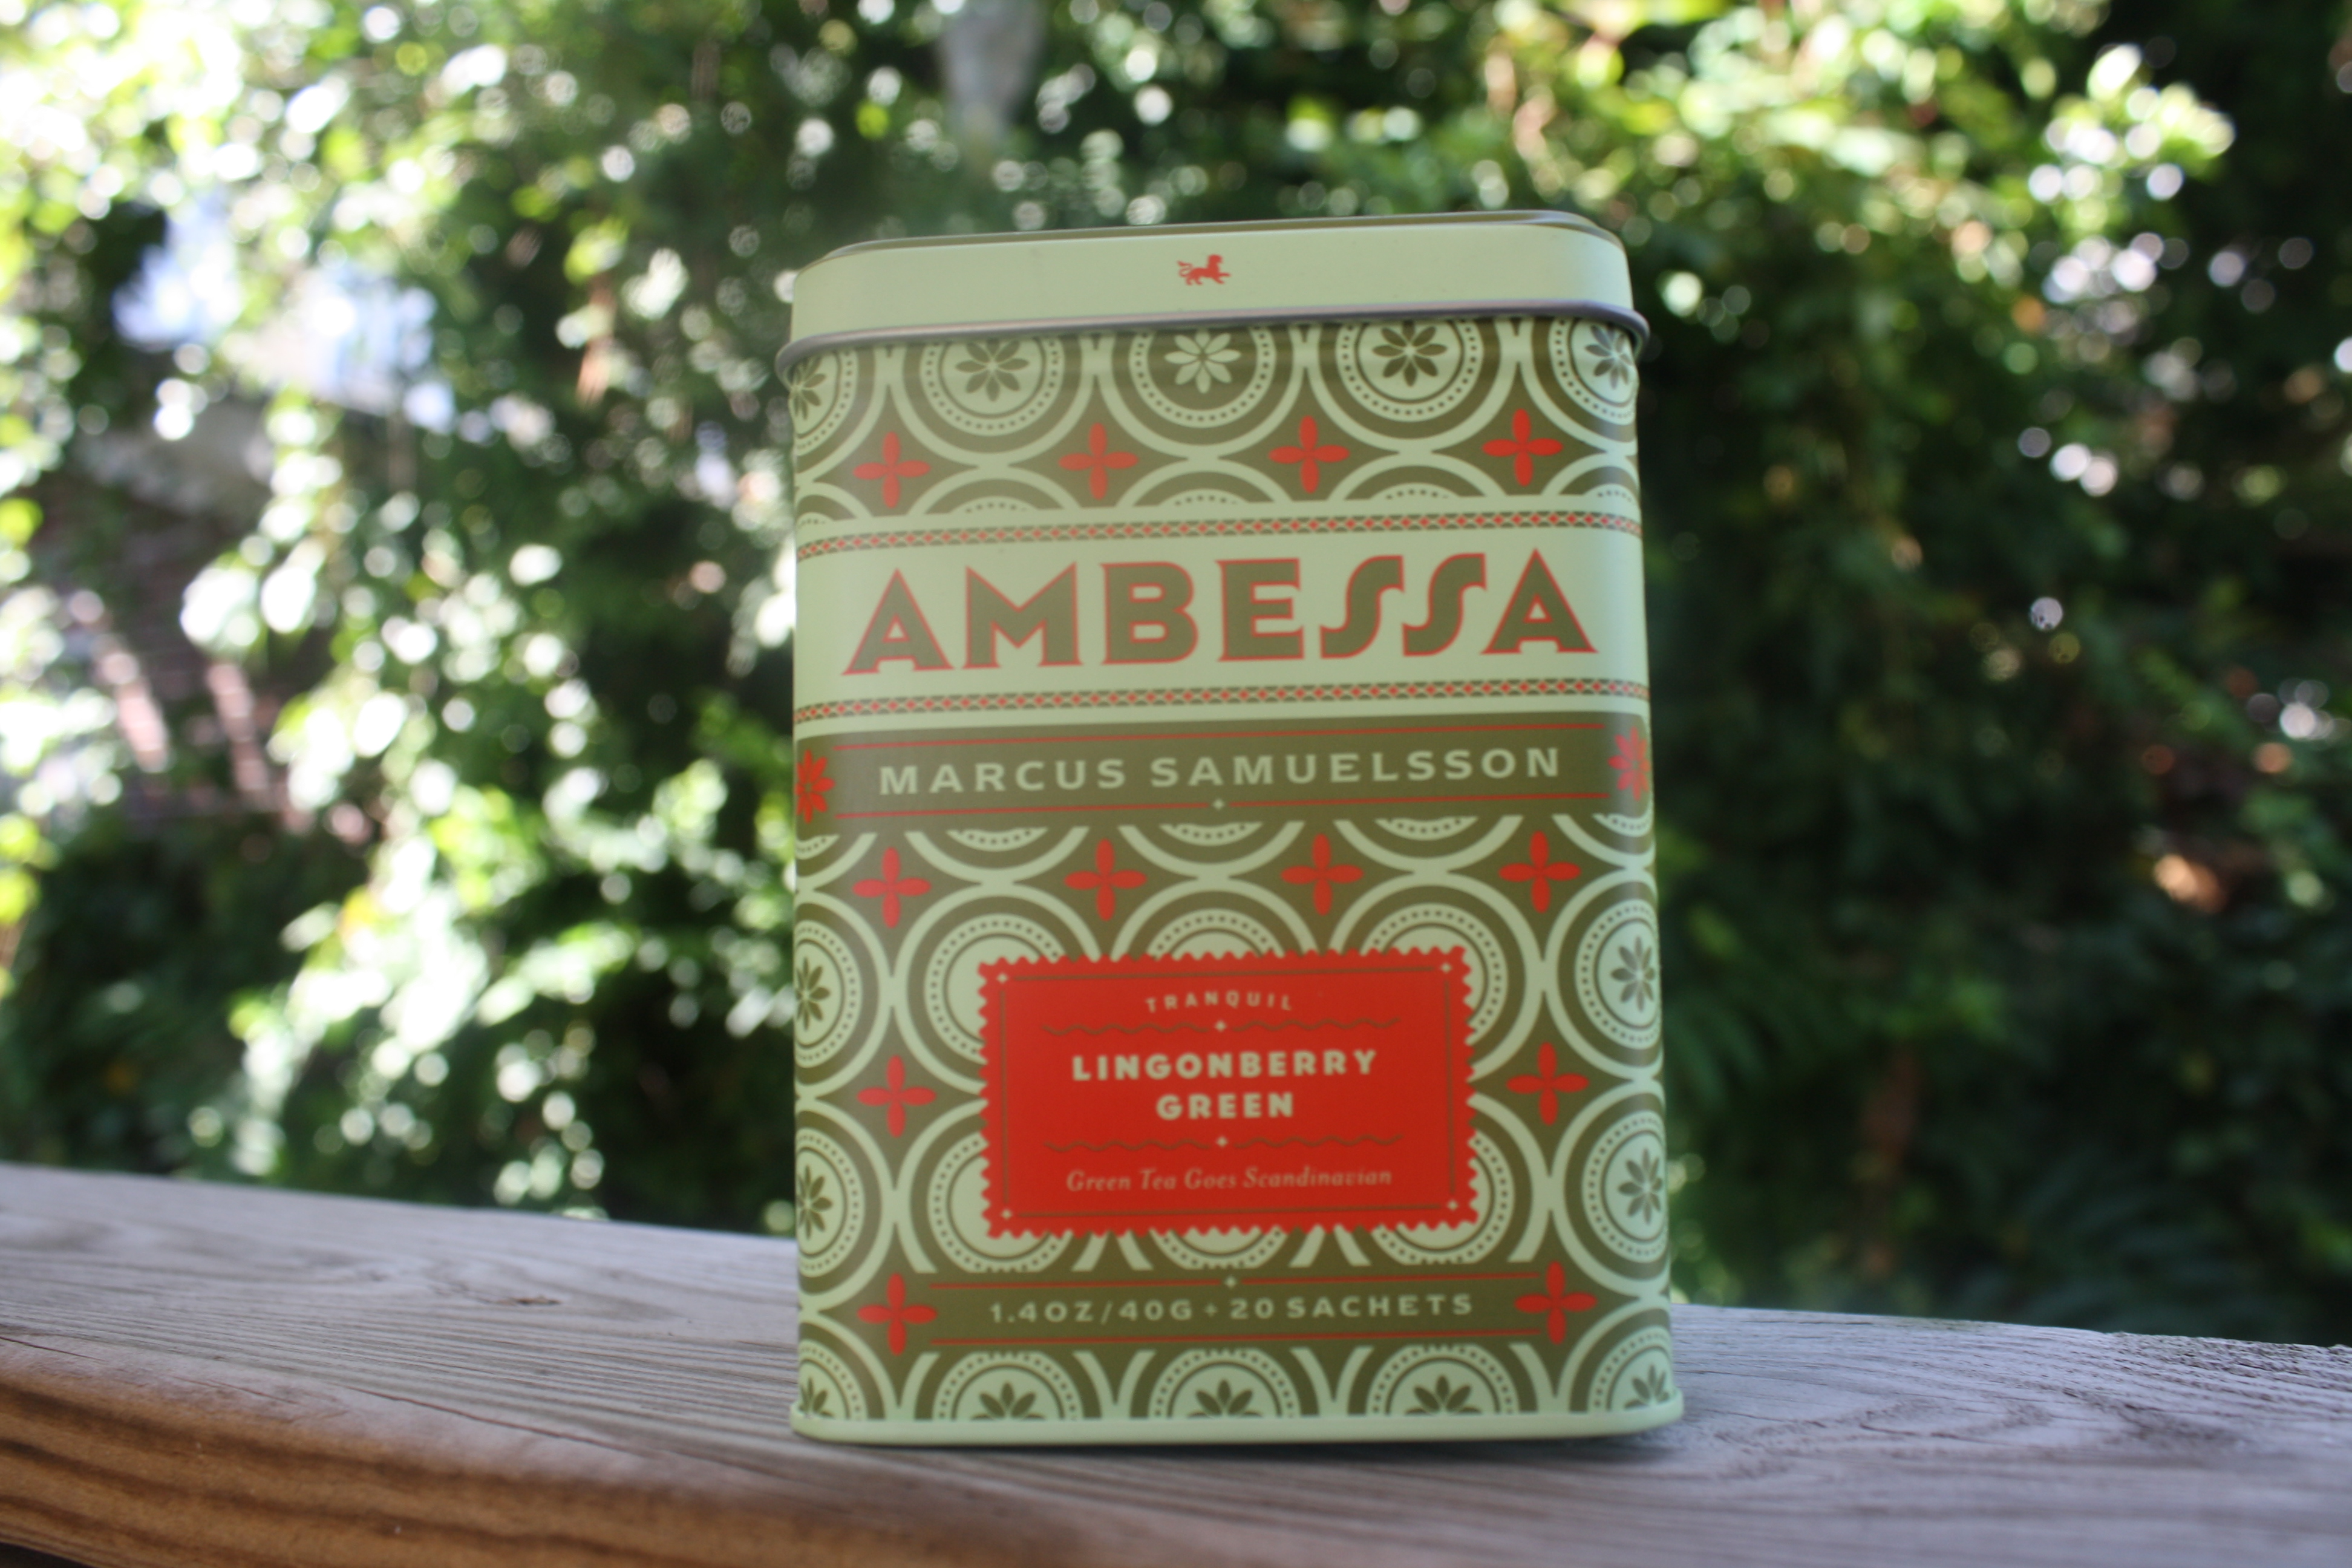 AMBESSA
MARCUS SAMUELSSON
TRANQUIL
LINGONBERRY
GREEN
Green Tea Goes Scandinavian
1.4OZ/40G + 20 SACHETS